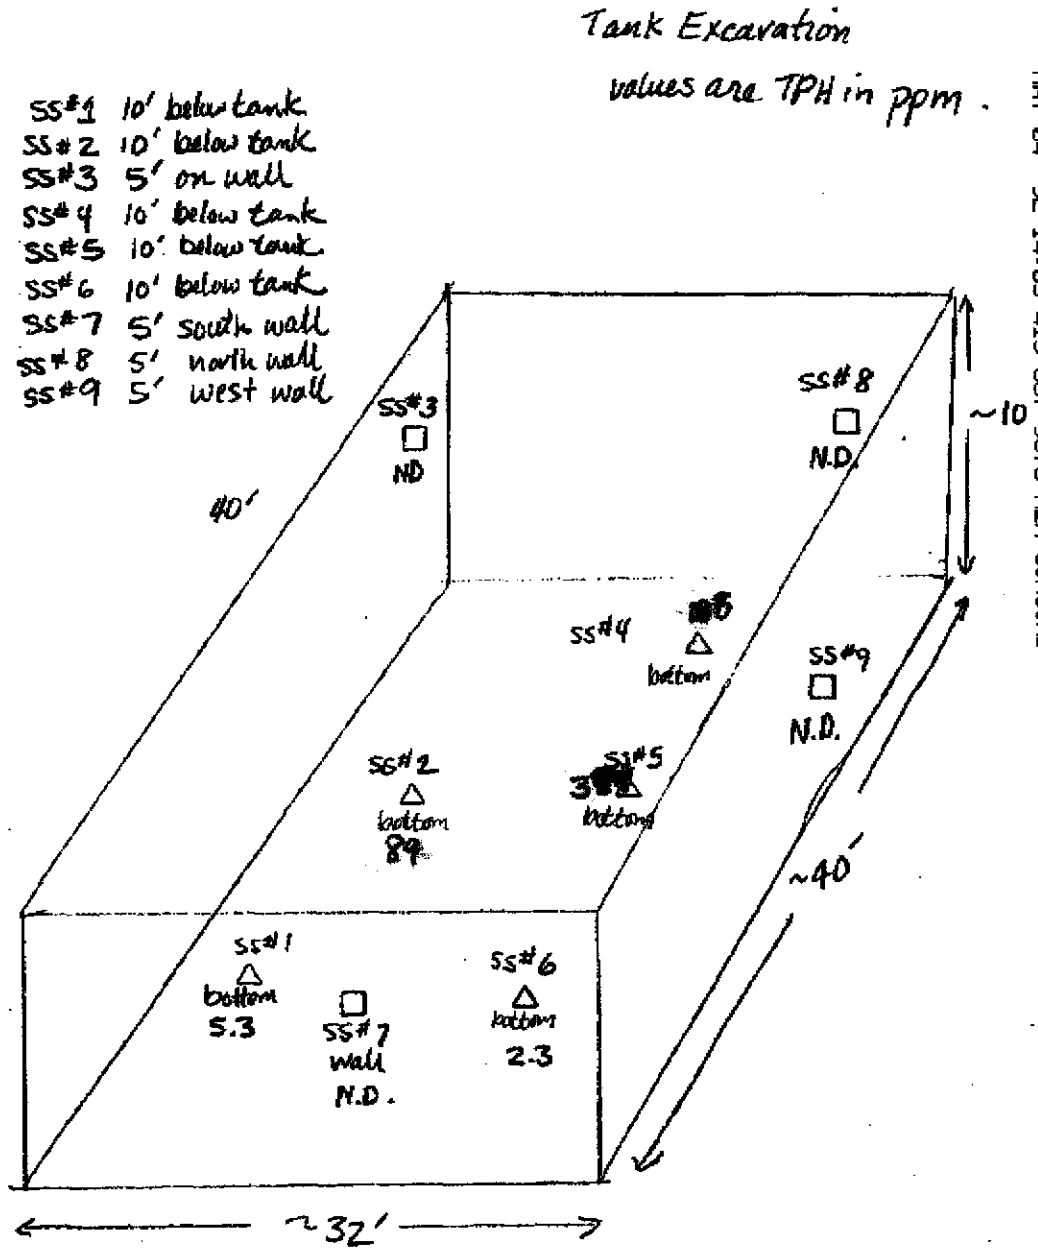 Tank Excavation
values are TPH in ppm.
SS#1 10' below tank
SS#2 10' below tank
SS#3 5' on wall
SS#4 10' below tank
SS#5 10' below tank
SS#6 10' below tank
SS#7 5' south wall
SS#8 5' north wall
SS#9 5' west wall
SS#3
ND
SS#8
N.D.
~10
40'
SS#4
bottom
SS#9
N.D.
SS#2
bottom
89
SS#5
bottom
~40'
SS#1
bottom
5.3
SS#7
wall
N.D.
SS#6
bottom
2.3
~32'